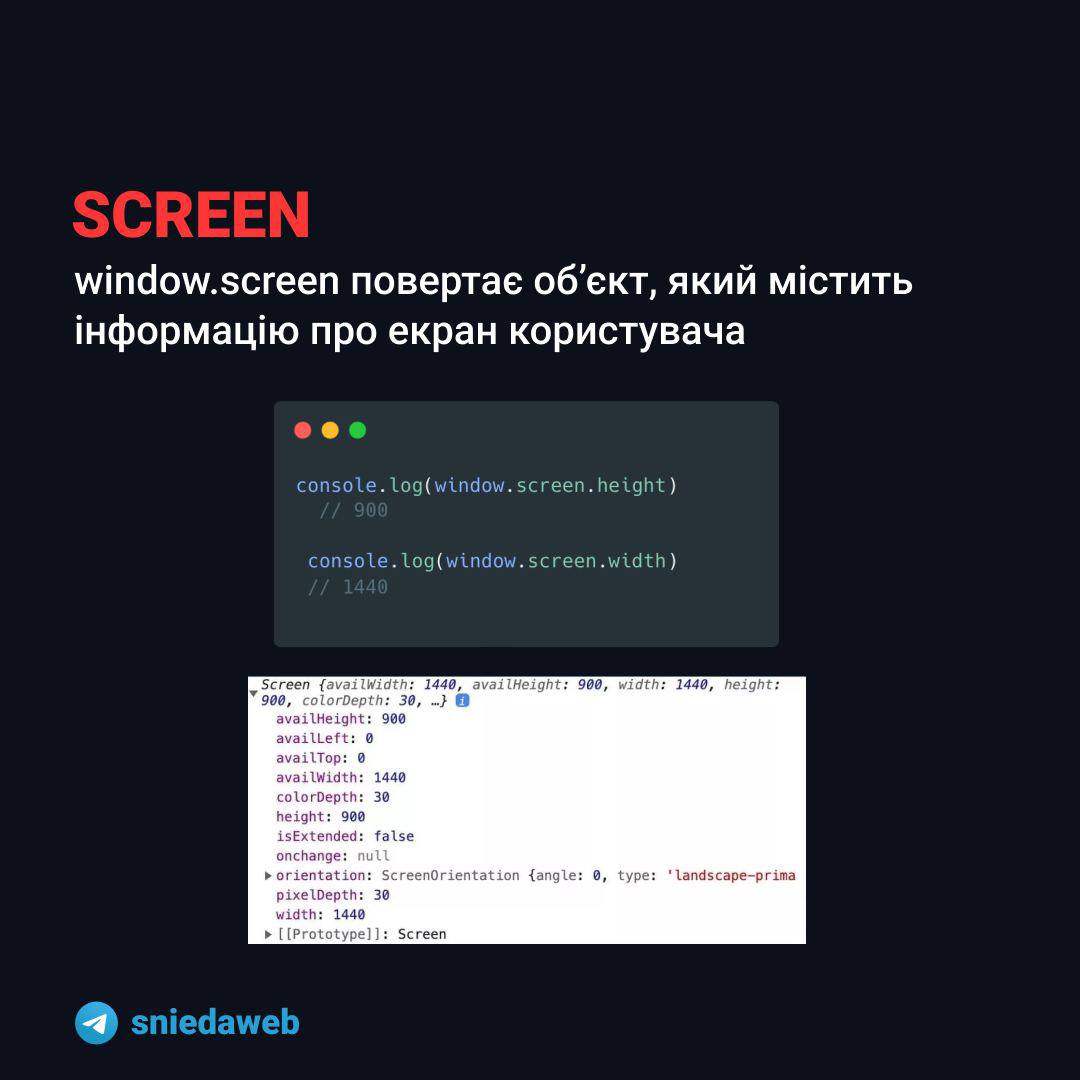 SCREEN
window.screen повертає об’єкт, який містить
інформацію про екран користувача
console.log(window.screen.height)
// 900
console.log(window.screen.width)
// 1440
Screen {availWidth: 1440, availHeight: 900, width: 1440, height:
900, colorDepth: 30, …}
availHeight: 900
availLeft: 0
availTop: 0
availWidth: 1440
colorDepth: 30
height: 900
isExtended: false
onchange: null
orientation: ScreenOrientation {angle: 0, type: 'landscape-prima
pixelDepth: 30
width: 1440
[[Prototype]]: Screen
sniedaweb